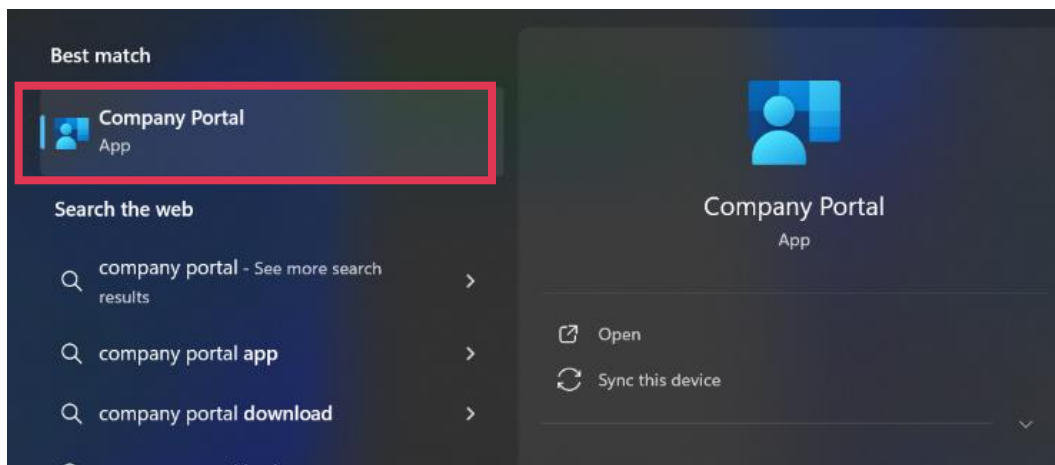 Best match
Company Portal
App
Search the web
company portal - See more search
results
company portal app
company portal download
Company Portal
App
Open
Sync this device